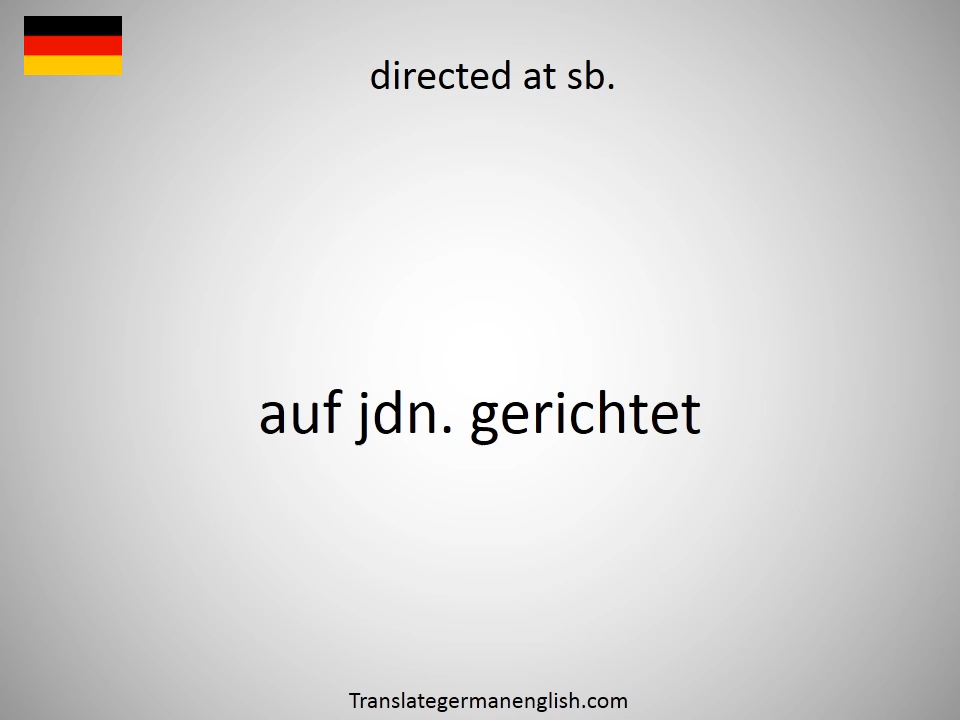 directed at sb.
auf jdn. gerichtet
Translategermanenglish.com